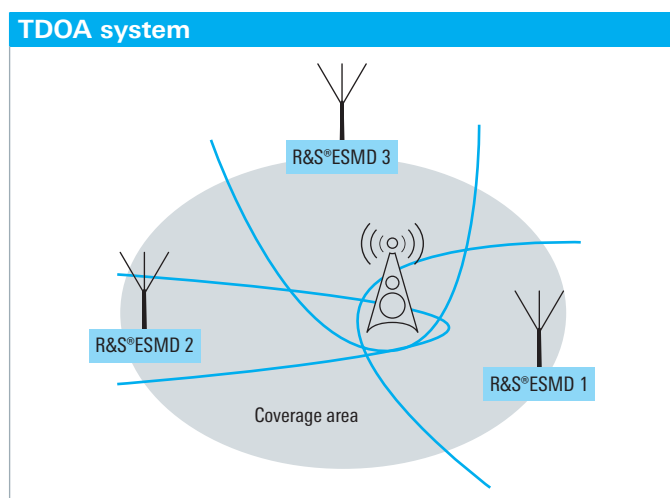 TDOA system
R&S®ESMD 3
R&S®ESMD 2
R&S®ESMD 1
Coverage area